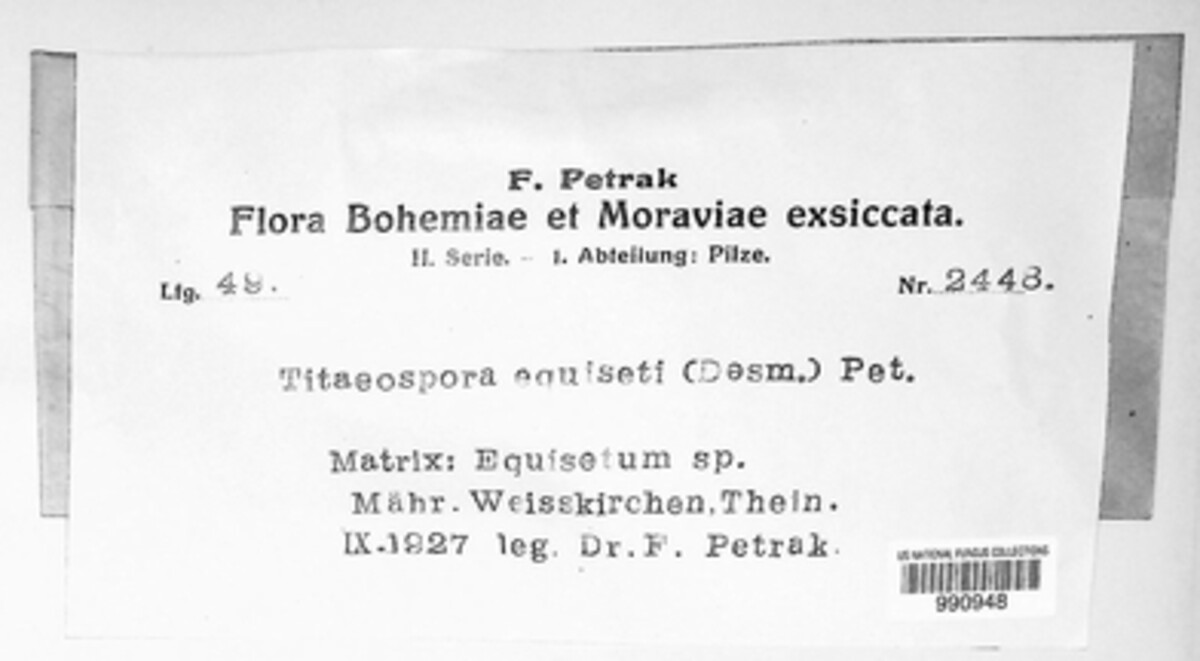 F. Petrak
Flora Bohemiae et Moraviae exsiccata.
II. Serie. - 1. Abteilung: Pilze.
Lfg. 49. Nr. 2448.
Titaeospora equiseti (Desm.) Pet.
Matrix: Equisetum sp.
Mähr. Weisskirchen, Thein.
IX.1927 leg. Dr. F. Petrak.
US NATIONAL FUNGUS COLLECTIONS
990948